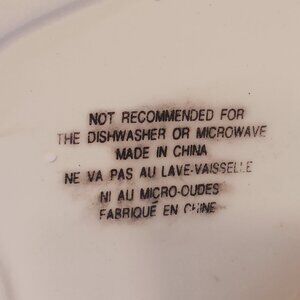 NOT RECOMMENDED FOR
THE DISHWASHER OR MICROWAVE
MADE IN CHINA
NE VA PAS AU LAVE-VAISSELLE
NI AU MICRO-OUDES
FABRIQUÉ EN CHINE